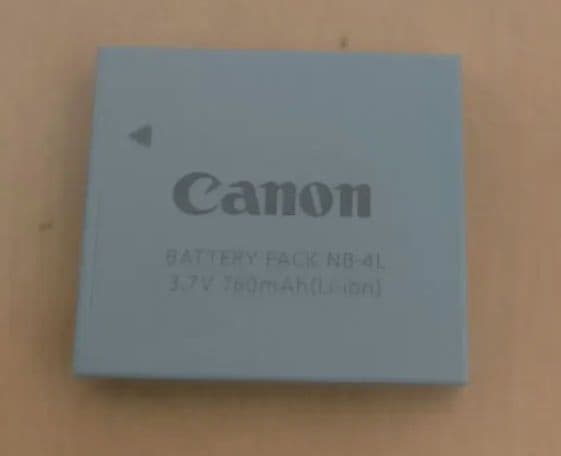 Canon
BATTERY PACK NB-4L
3.7V 760mAh(Li-ion)